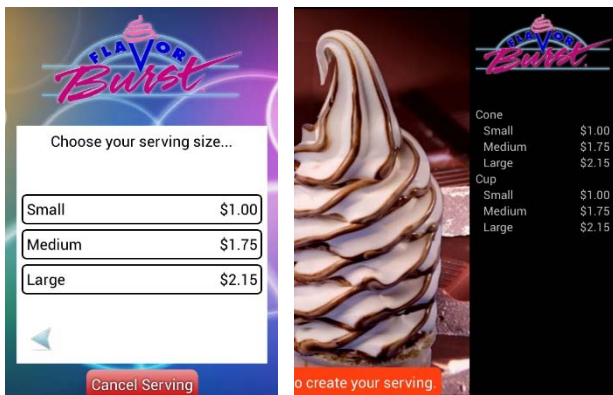 FLAVOR
Burst
Choose your serving size...
Small $1.00
Medium $1.75
Large $2.15
Cancel Serving
FLAVOR
Burst
Cone
Small $1.00
Medium $1.75
Large $2.15
Cup
Small $1.00
Medium $1.75
Large $2.15
o create your serving.